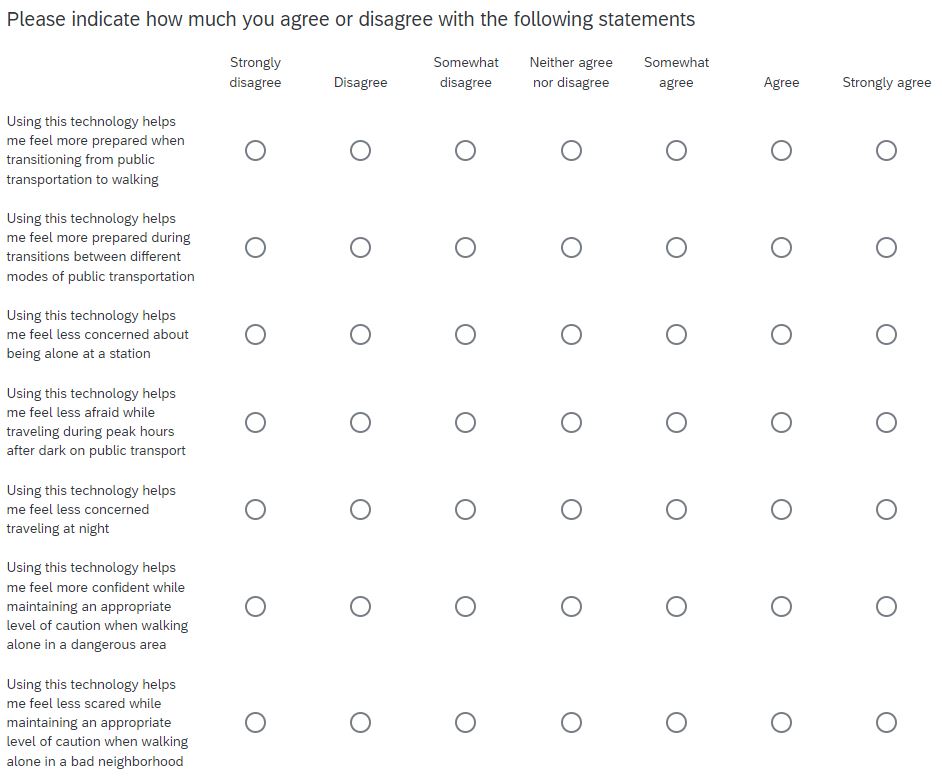 Please indicate how much you agree or disagree with the following statements
Strongly disagree
Disagree
Somewhat disagree
Neither agree nor disagree
Somewhat agree
Agree
Strongly agree
Using this technology helps
me feel more prepared when
transitioning from public
transportation to walking
Using this technology helps
me feel more prepared during
transitions between different
modes of public transportation
Using this technology helps
me feel less concerned about
being alone at a station
Using this technology helps
me feel less afraid while
traveling during peak hours
after dark on public transport
Using this technology helps
me feel less concerned
traveling at night
Using this technology helps
me feel more confident while
maintaining an appropriate
level of caution when walking
alone in a dangerous area
Using this technology helps
me feel less scared while
maintaining an appropriate
level of caution when walking
alone in a bad neighborhood